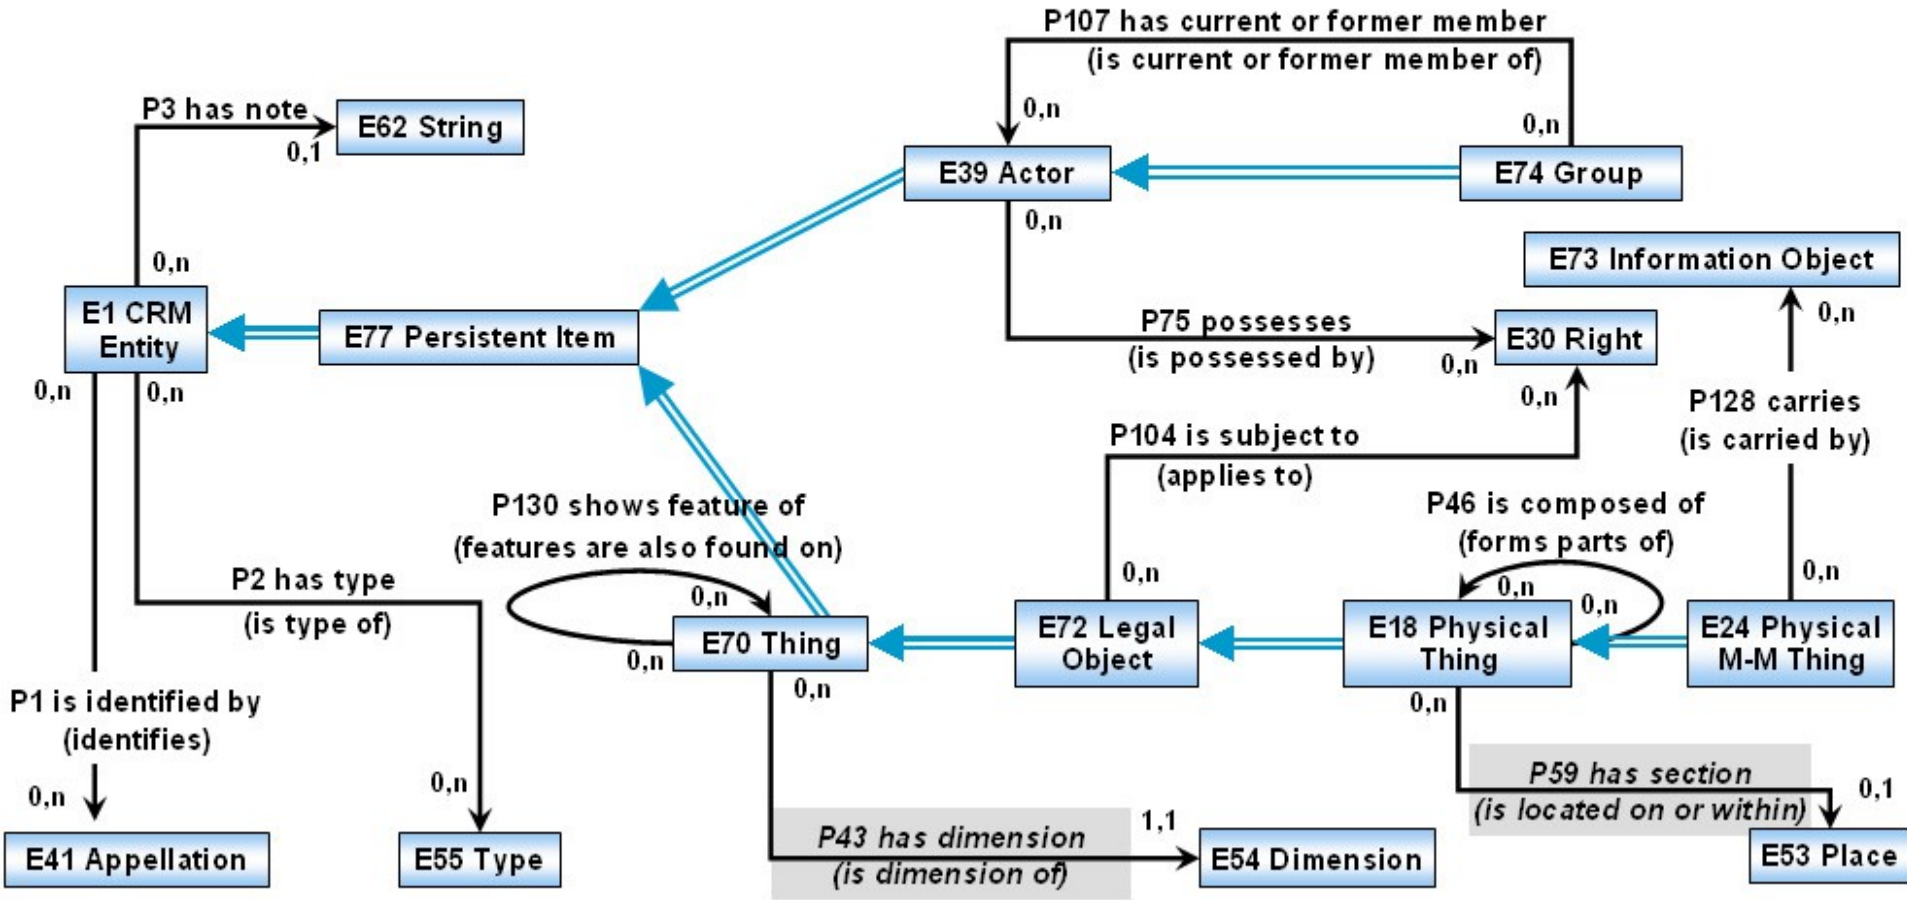 P107 has current or former member
(is current or former member of)
P3 has note
E62 String
0,1
0,n
0,n
E39 Actor
E74 Group
0,n
E73 Information Object
0,n
E1 CRM
Entity
E77 Persistent Item
P75 possesses
(is possessed by)
E30 Right
0,n
0,n
0,n
0,n
0,n
0,n
P128 carries
(is carried by)
P104 is subject to
(applies to)
P130 shows feature of
(features are also found on)
P46 is composed of
(forms parts of)
P2 has type
(is type of)
0,n
0,n
0,n
0,n
0,n
E70 Thing
E72 Legal
Object
E18 Physical
Thing
E24 Physical
M-M Thing
0,n
0,n
0,n
P1 is identified by
(identifies)
0,n
0,n
P59 has section
(is located on or within)
0,1
P43 has dimension
(is dimension of)
1,1
E41 Appellation
E55 Type
E54 Dimension
E53 Place